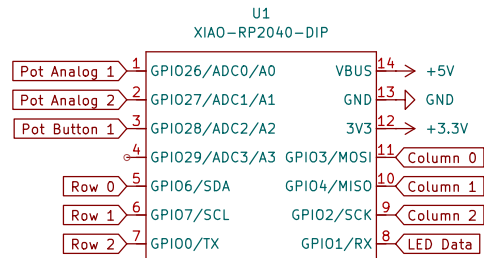 U1
XIAO-RP2040-DIP
Pot Analog 1 1 GPIO26/ADC0/A0 VBUS 14 +5V
Pot Analog 2 2 GPIO27/ADC1/A1 GND 13 GND
Pot Button 1 3 GPIO28/ADC2/A2 3V3 12 +3.3V
4 GPIO29/ADC3/A3 GPIO3/MOSI 11 Column 0
Row 0 5 GPIO6/SDA GPIO4/MISO 10 Column 1
Row 1 6 GPIO7/SCL GPIO2/SCK 9 Column 2
Row 2 7 GPIO0/TX GPIO1/RX 8 LED Data